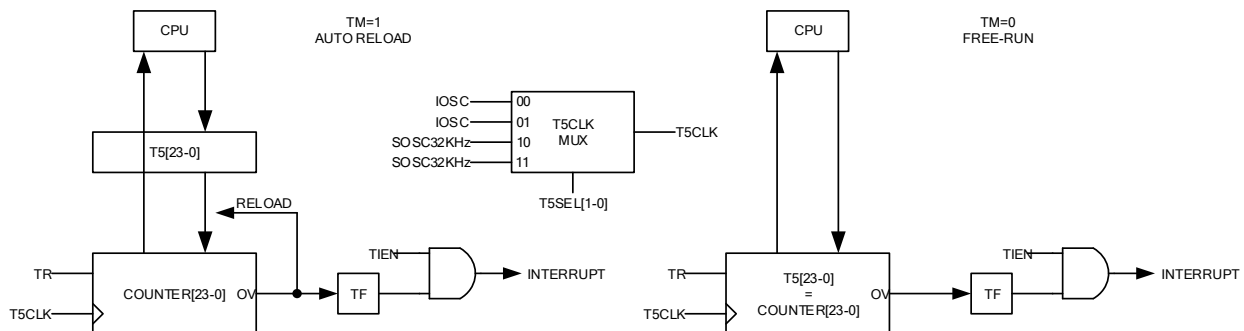 CPU
TM=1
AUTO RELOAD
CPU
TM=0
FREE-RUN
IOSC
00
IOSC
01
T5CLK
MUX
T5CLK
SOSC32KHz
10
SOSC32KHz
11
T5SEL[1-0]
T5[23-0]
RELOAD
TR
COUNTER[23-0]
OV
T5CLK
TF
TIEN
INTERRUPT
TR
T5[23-0]
=
COUNTER[23-0]
OV
T5CLK
TF
TIEN
INTERRUPT